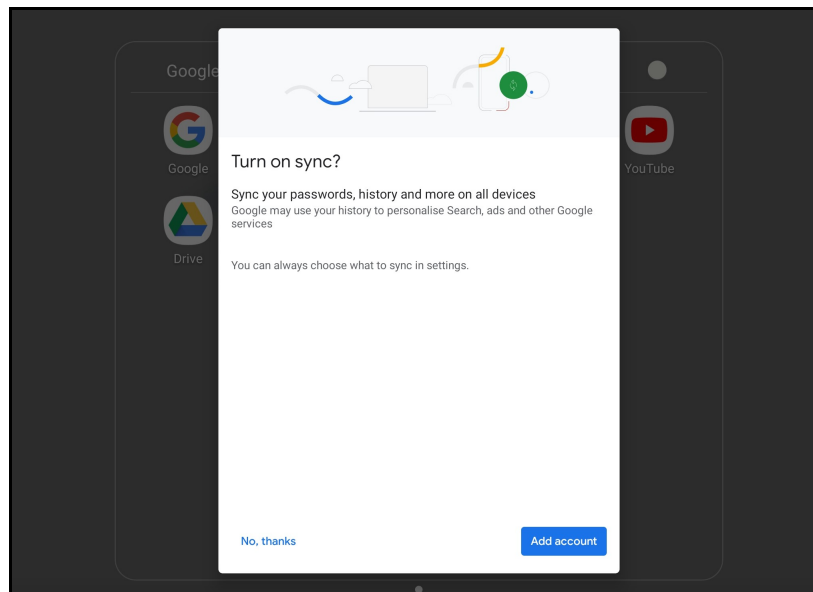 Google
Google
YouTube
Drive
Turn on sync?
Sync your passwords, history and more on all devices
Google may use your history to personalise Search, ads and other Google
services
You can always choose what to sync in settings.
No, thanks
Add account